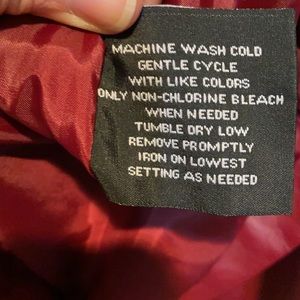 MACHINE WASH COLD
GENTLE CYCLE
WITH LIKE COLORS
ONLY NON-CHLORINE BLEACH
WHEN NEEDED
TUMBLE DRY LOW
REMOVE PROMPTLY
IRON ON LOWEST
SETTING AS NEEDED